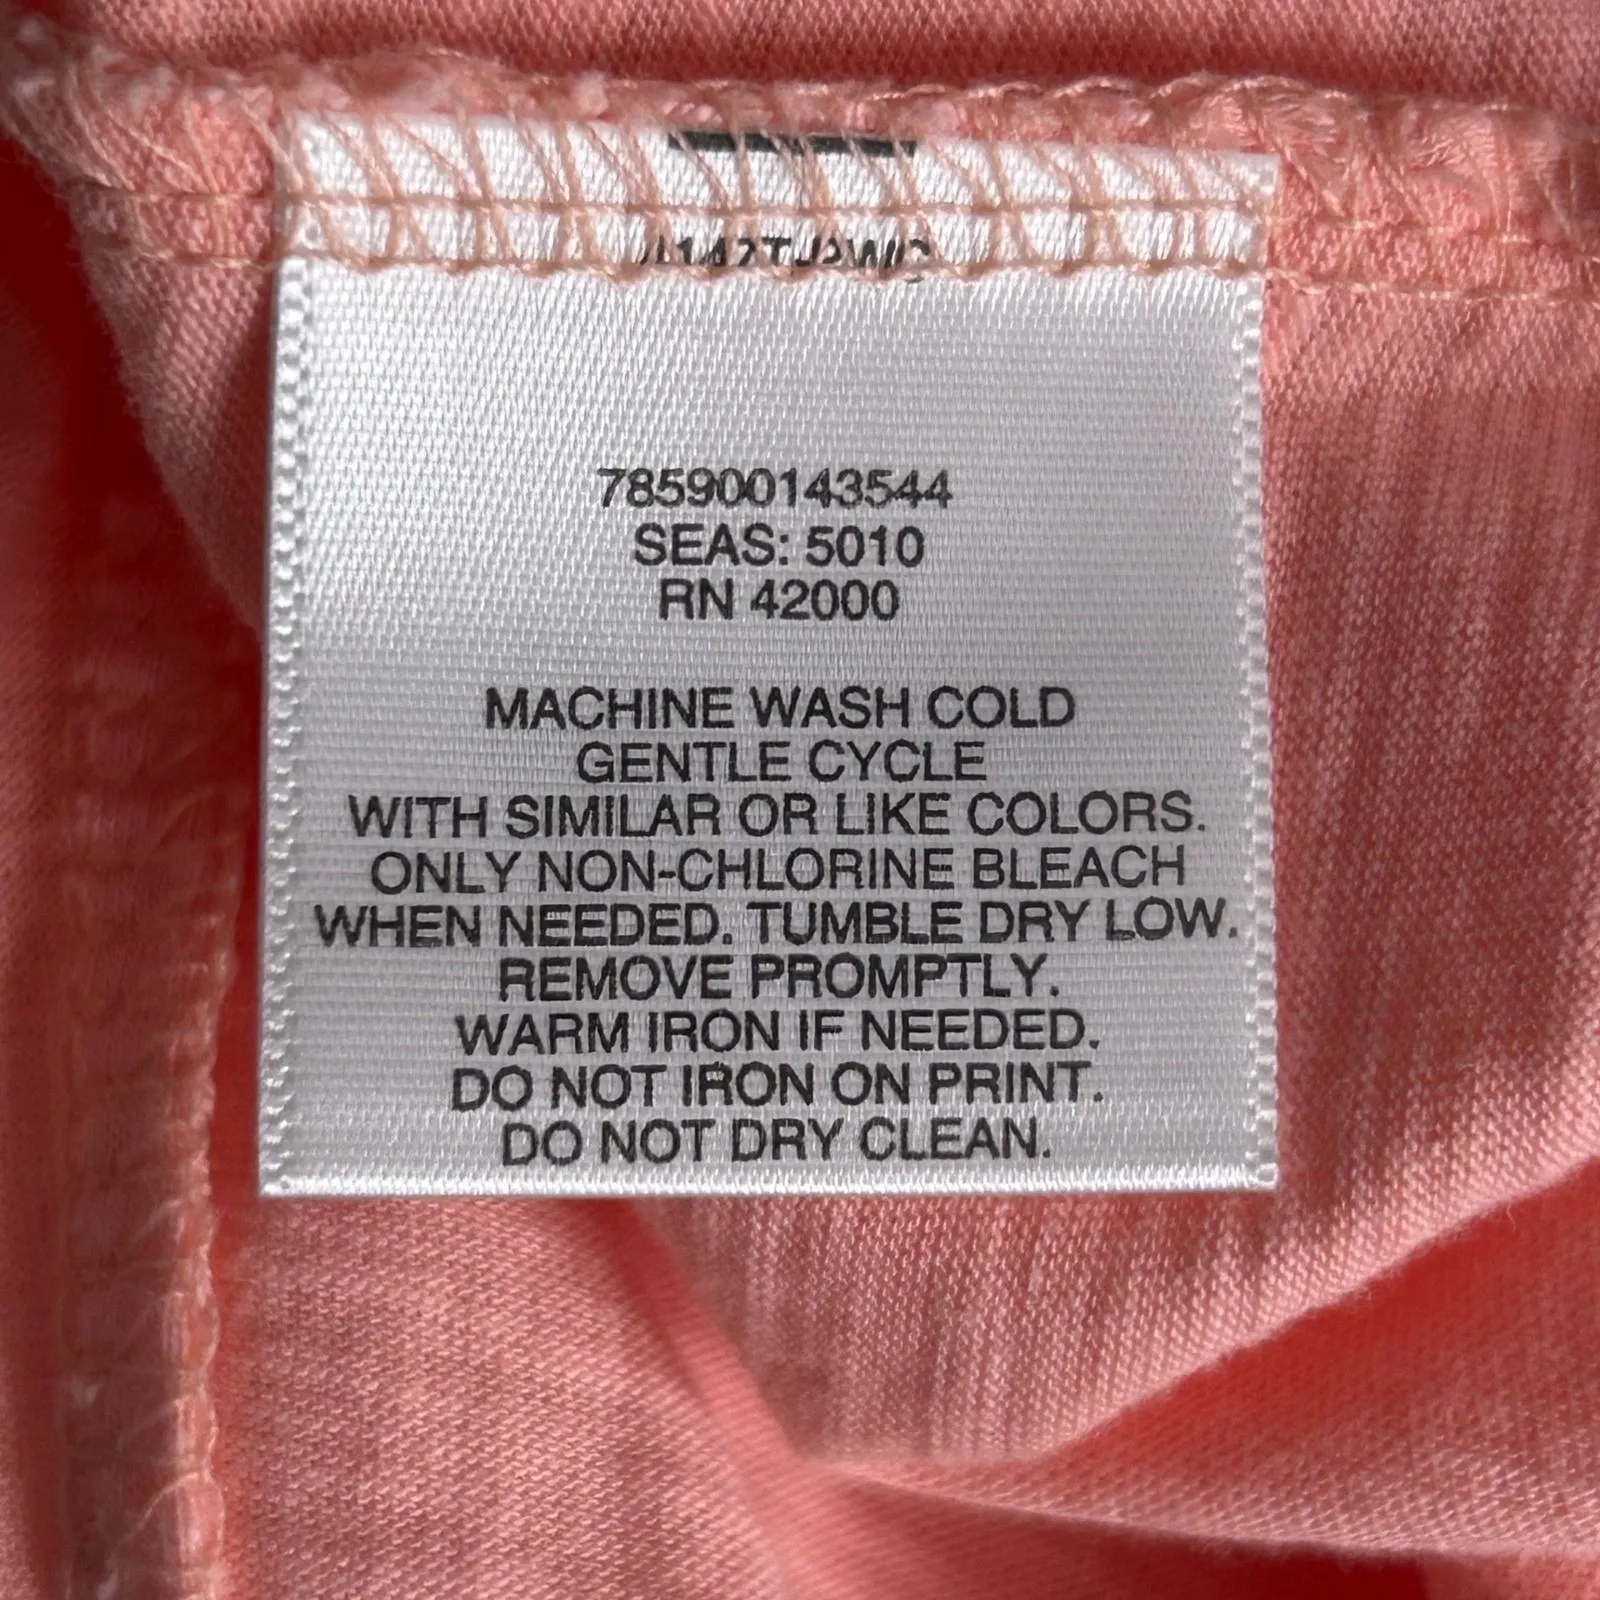 785900143544
SEAS: 5010
RN 42000
MACHINE WASH COLD
GENTLE CYCLE
WITH SIMILAR OR LIKE COLORS.
ONLY NON-CHLORINE BLEACH
WHEN NEEDED. TUMBLE DRY LOW.
REMOVE PROMPTLY.
WARM IRON IF NEEDED.
DO NOT IRON ON PRINT.
DO NOT DRY CLEAN.